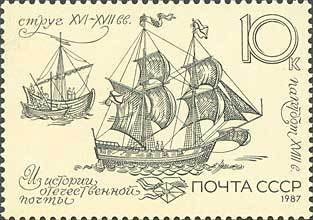 струг XVI-XVII вв.
10к
пакетбот XVIII в.
Из истории
отечественной
почты
ПОЧТА СССР
1987